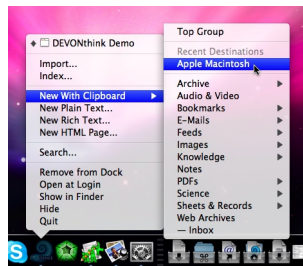 DEVONthink Demo
Import...
Index...
New With Clipboard
New Plain Text...
New Rich Text...
New HTML Page...
Search...
Remove from Dock
Open at Login
Show in Finder
Hide
Quit
Top Group
Recent Destinations
Apple Macintosh
Archive
Audio & Video
Bookmarks
E-Mails
Feeds
Images
Knowledge
Notes
PDFs
Science
Sheets & Records
Web Archives
— Inbox